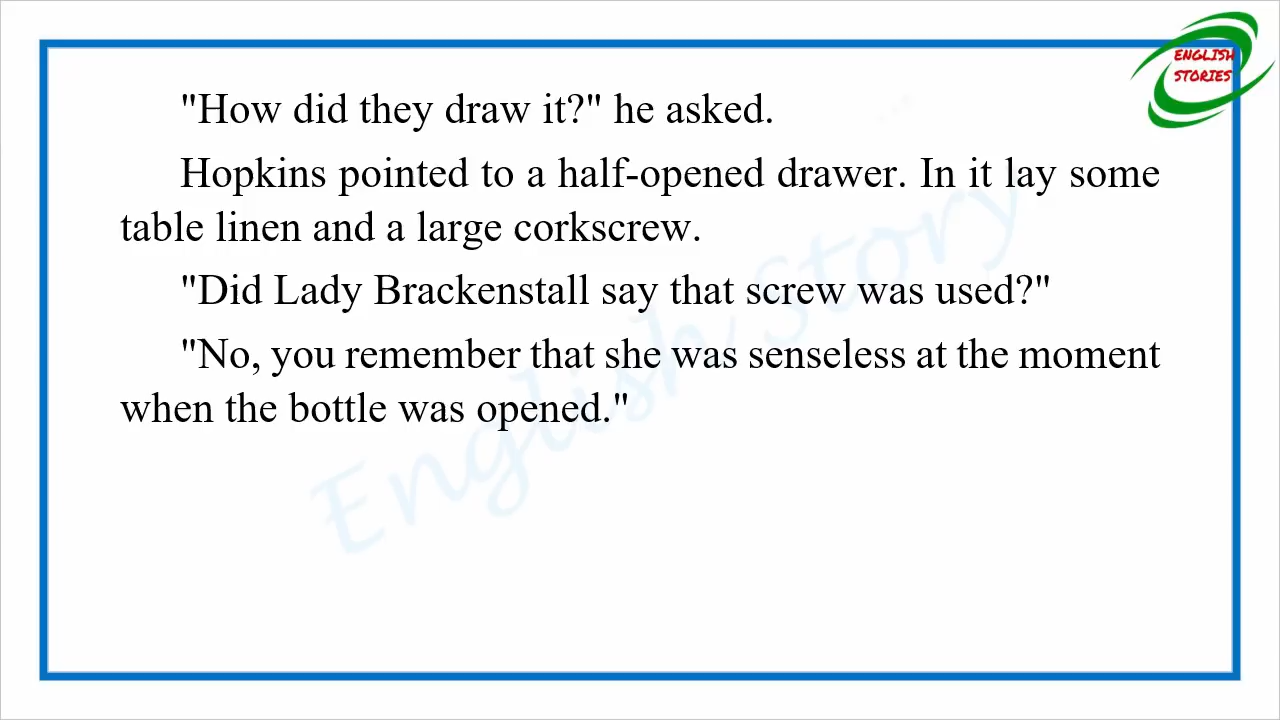 ENGLISH
STORIES
"How did they draw it?" he asked.
Hopkins pointed to a half-opened drawer. In it lay some
table linen and a large corkscrew.
"Did Lady Brackenstall say that screw was used?"
"No, you remember that she was senseless at the moment
when the bottle was opened."
English Story